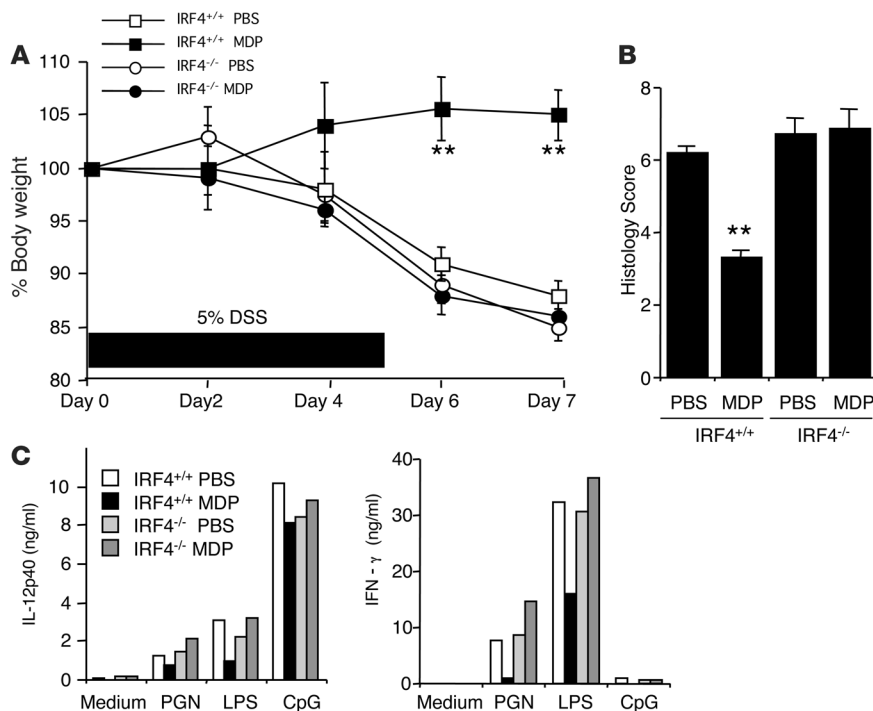 IRF4+/+ PBS
IRF4+/+ MDP
IRF4-/- PBS
IRF4-/- MDP
A
% Body weight
110
105
100
95
90
85
80
5% DSS
Day 0 Day2 Day 4 Day 6 Day 7
**
**
B
Histology Score
8
6
4
2
0
**
PBS MDP PBS MDP
IRF4+/+ IRF4-/-
C
IL-12p40 (ng/ml)
10
8
6
4
2
0
IRF4+/+ PBS
IRF4+/+ MDP
IRF4-/- PBS
IRF4-/- MDP
Medium PGN LPS CpG
IFN - γ (ng/ml)
40
30
20
10
0
Medium PGN LPS CpG